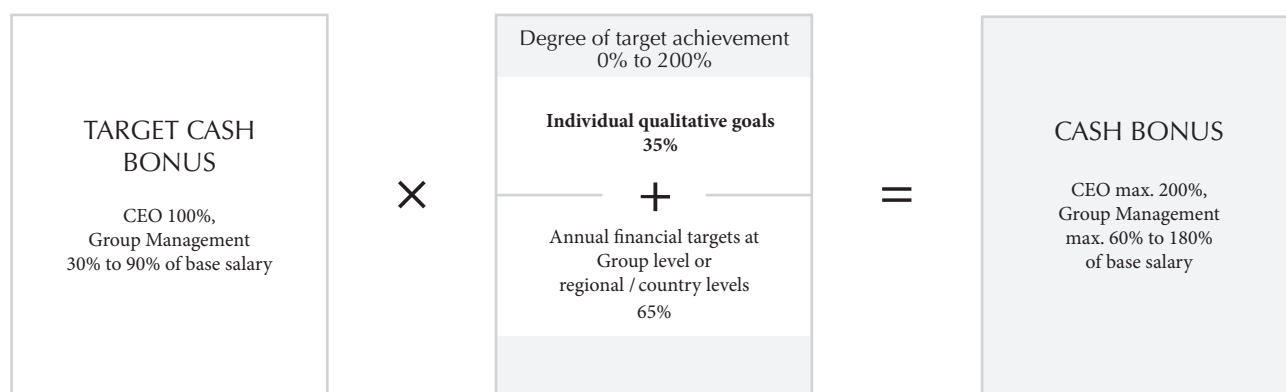 TARGET CASH
BONUS
CEO 100%,
Group Management
30% to 90% of base salary
×
Degree of target achievement
0% to 200%
Individual qualitative goals
35%
+
Annual financial targets at
Group level or
regional / country levels
65%
=
CASH BONUS
CEO max. 200%,
Group Management
max. 60% to 180%
of base salary